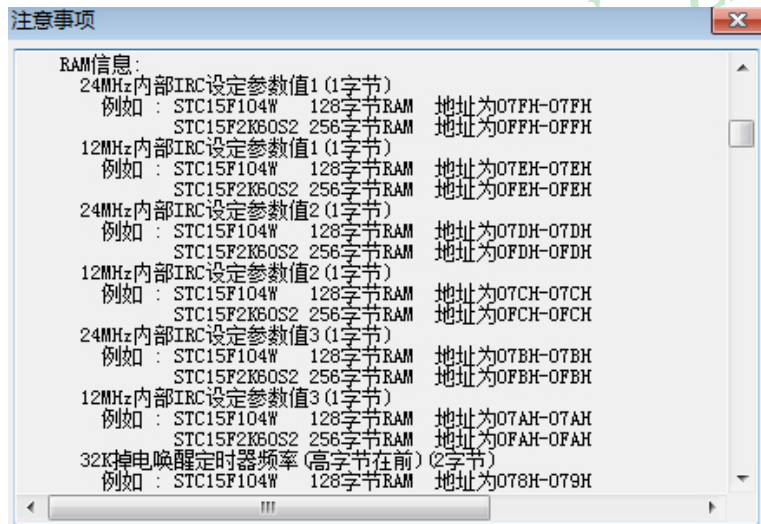 注意事项
RAM信息:
24MHz内部IRC设定参数值1(1字节)
例如 : STC15F104W 128字节RAM 地址为07FH-07FH
STC15F2K60S2 256字节RAM 地址为0FFH-0FFH
12MHz内部IRC设定参数值1(1字节)
例如 : STC15F104W 128字节RAM 地址为07EH-07EH
STC15F2K60S2 256字节RAM 地址为0FEH-0FEH
24MHz内部IRC设定参数值2(1字节)
例如 : STC15F104W 128字节RAM 地址为07DH-07DH
STC15F2K60S2 256字节RAM 地址为0FDH-0FDH
12MHz内部IRC设定参数值2(1字节)
例如 : STC15F104W 128字节RAM 地址为07CH-07CH
STC15F2K60S2 256字节RAM 地址为0FCH-0FCH
24MHz内部IRC设定参数值3(1字节)
例如 : STC15F104W 128字节RAM 地址为07BH-07BH
STC15F2K60S2 256字节RAM 地址为0FBH-0FBH
12MHz内部IRC设定参数值3(1字节)
例如 : STC15F104W 128字节RAM 地址为07AH-07AH
STC15F2K60S2 256字节RAM 地址为0FAH-0FAH
32K掉电唤醒定时器频率(高字节在前)(2字节)
例如 : STC15F104W 128字节RAM 地址为078H-079H